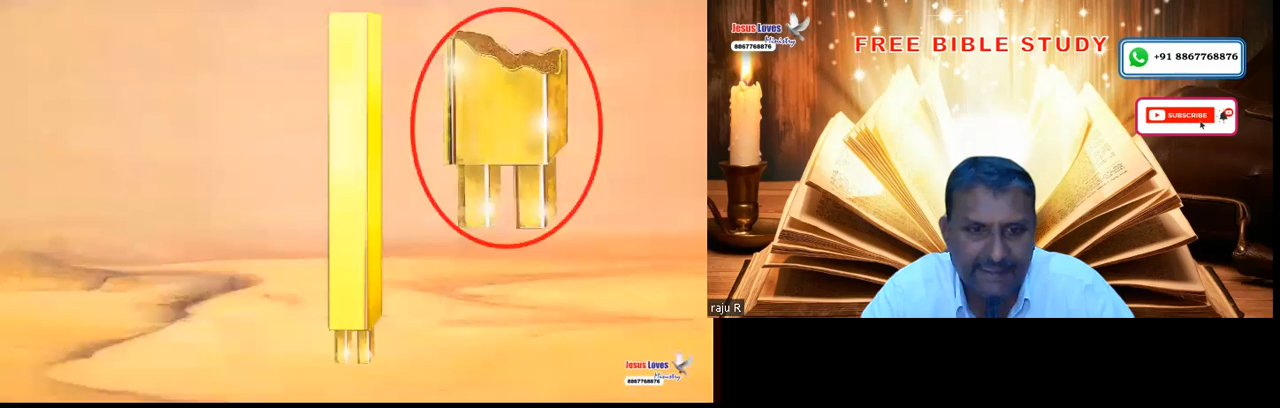 Jesus Loves
Ministry
8867768876
Jesus Loves
Ministry
8867768876
FREE BIBLE STUDY
+91 8867768876
SUBSCRIBE
raju R